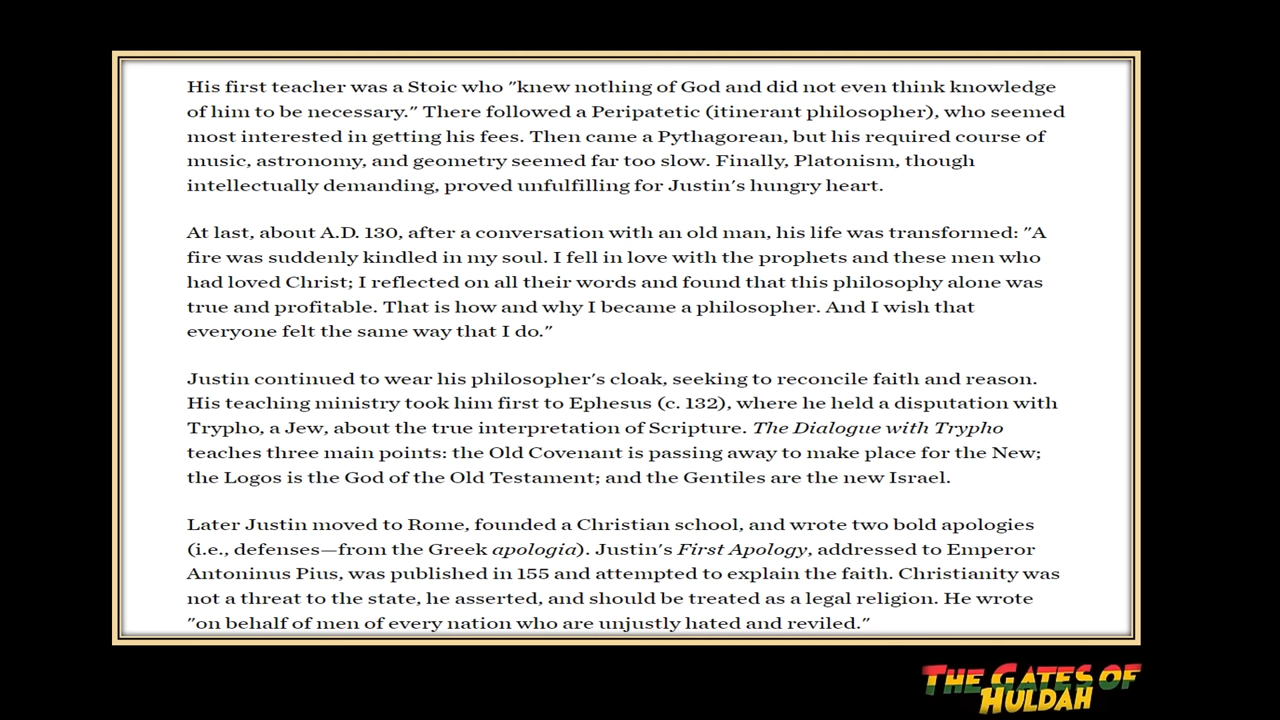 His first teacher was a Stoic who "knew nothing of God and did not even think knowledge
of him to be necessary." There followed a Peripatetic (itinerant philosopher), who seemed
most interested in getting his fees. Then came a Pythagorean, but his required course of
music, astronomy, and geometry seemed far too slow. Finally, Platonism, though
intellectually demanding, proved unfulfilling for Justin's hungry heart.
At last, about A.D. 130, after a conversation with an old man, his life was transformed: "A
fire was suddenly kindled in my soul. I fell in love with the prophets and these men who
had loved Christ; I reflected on all their words and found that this philosophy alone was
true and profitable. That is how and why I became a philosopher. And I wish that
everyone felt the same way that I do."
Justin continued to wear his philosopher's cloak, seeking to reconcile faith and reason.
His teaching ministry took him first to Ephesus (c. 132), where he held a disputation with
Trypho, a Jew, about the true interpretation of Scripture. The Dialogue with Trypho
teaches three main points: the Old Covenant is passing away to make place for the New;
the Logos is the God of the Old Testament; and the Gentiles are the new Israel.
Later Justin moved to Rome, founded a Christian school, and wrote two bold apologies
(i.e., defenses—from the Greek apologia). Justin's First Apology, addressed to Emperor
Antoninus Pius, was published in 155 and attempted to explain the faith. Christianity was
not a threat to the state, he asserted, and should be treated as a legal religion. He wrote
"on behalf of men of every nation who are unjustly hated and reviled."
THE GATES OF
HULDAH